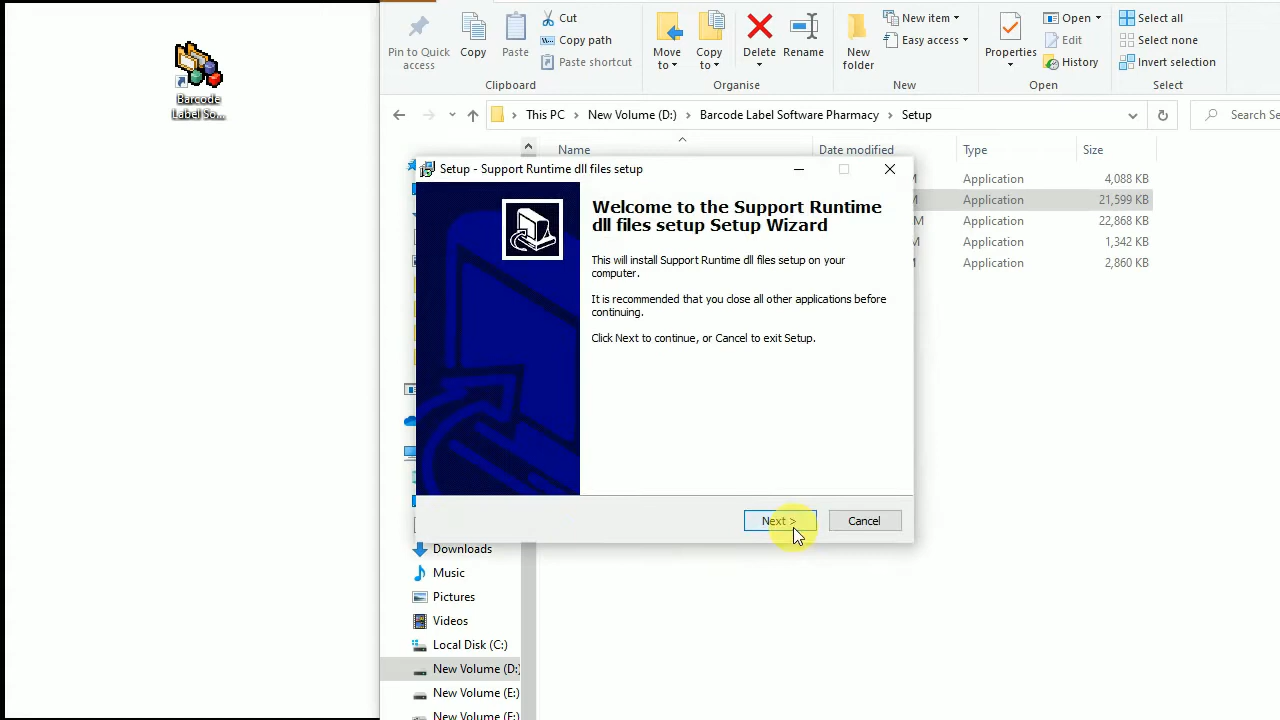 Barcode
Label So...
Pin to Quick
access
Copy
Paste
Cut
Copy path
Paste shortcut
Clipboard
Move
to
Copy
to
Delete
Rename
Organise
New
folder
New item
Easy access
New
Properties
Open
Edit
History
Open
Select all
Select none
Invert selection
Select
This PC > New Volume (D:) > Barcode Label Software Pharmacy > Setup
Search Se
Name
Date modified
Type
Size
Application 4,088 KB
M Application 21,599 KB
M Application 22,868 KB
M Application 1,342 KB
M Application 2,860 KB
Setup - Support Runtime dll files setup
Welcome to the Support Runtime
dll files setup Setup Wizard
This will install Support Runtime dll files setup on your
computer.
It is recommended that you close all other applications before
continuing.
Click Next to continue, or Cancel to exit Setup.
Next >
Cancel
Downloads
Music
Pictures
Videos
Local Disk (C:)
New Volume (D:)
New Volume (E:)
New Volume (F:)